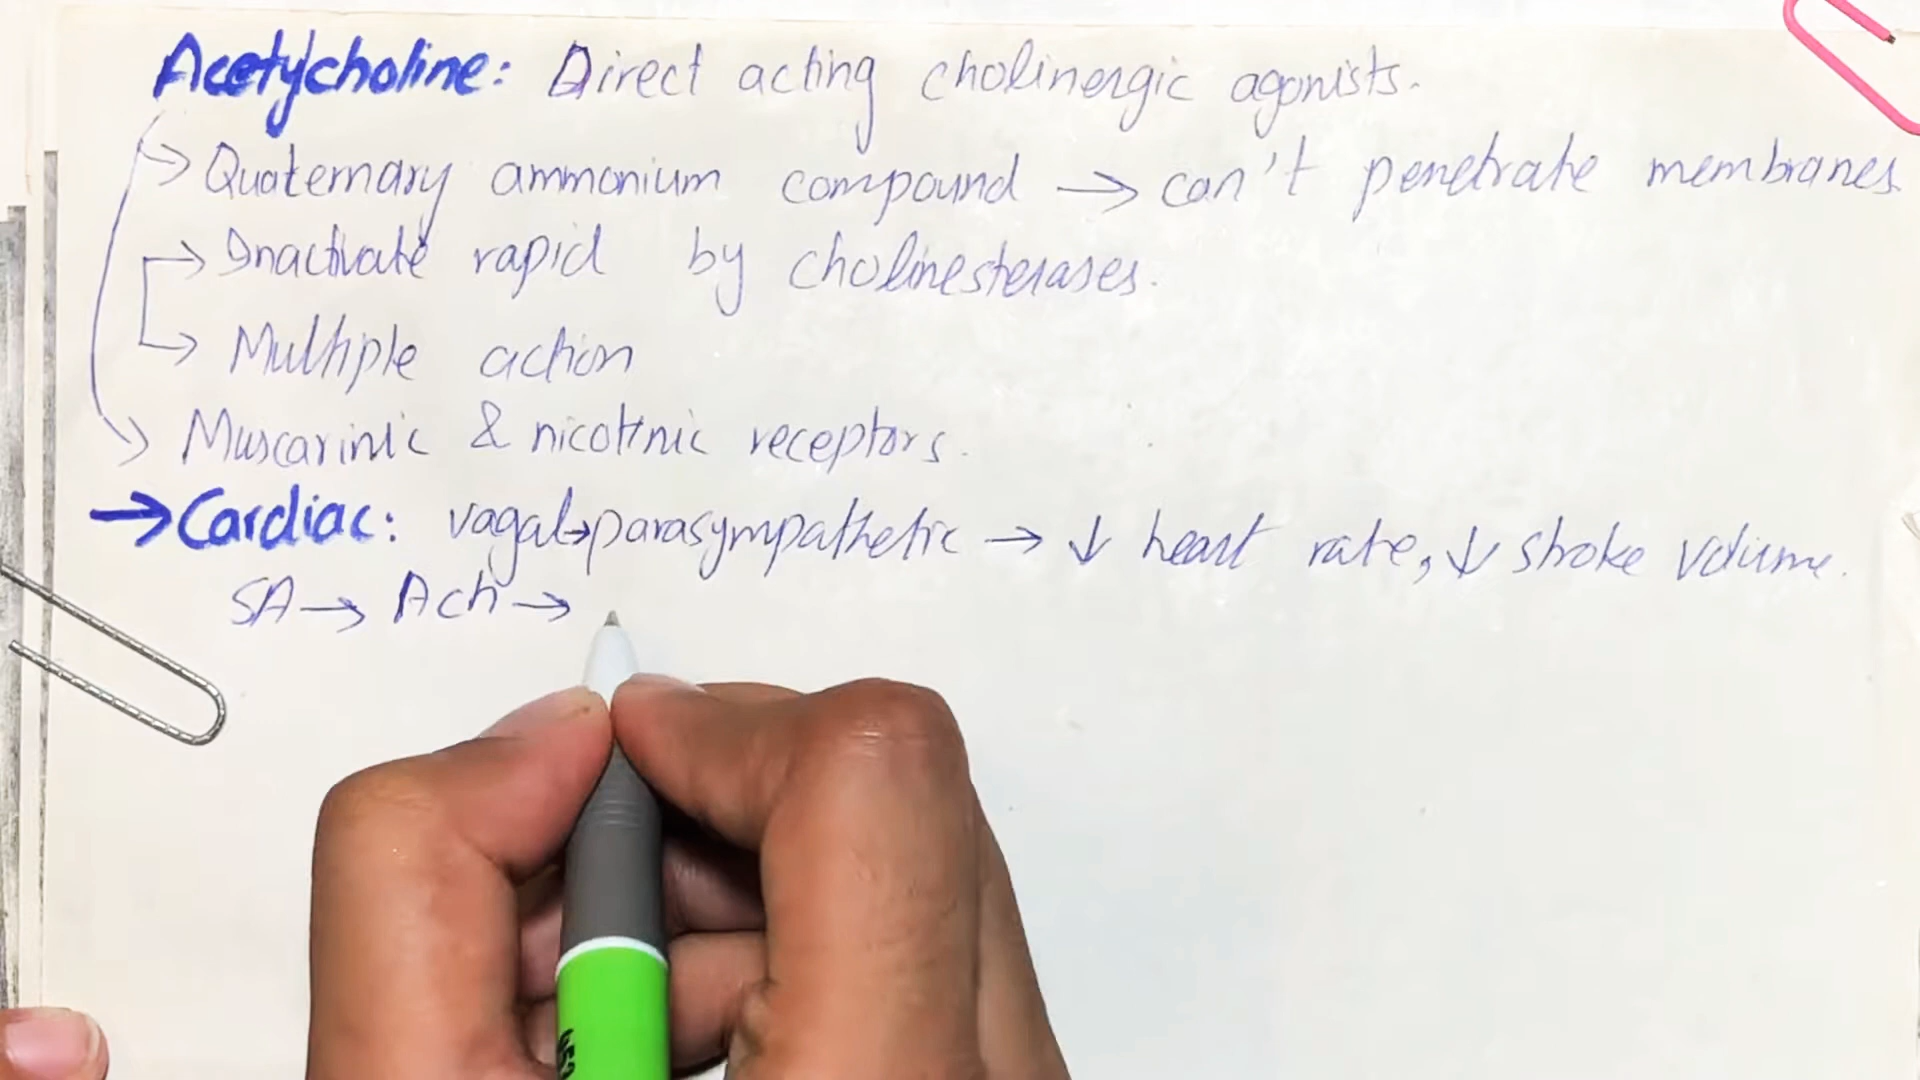 Acetycholine: Direct acting cholinergic agonists.
→ Quaternary ammonium compound → can't penetrate membranes
→ Inactivate rapid by cholinesterases.
→ Multiple action
→ Muscarinic & nicotinic receptors.
→ Cardiac: vagal→parasympathetic → ↓ heart rate, ↓ stroke volume.
SA → Ach →